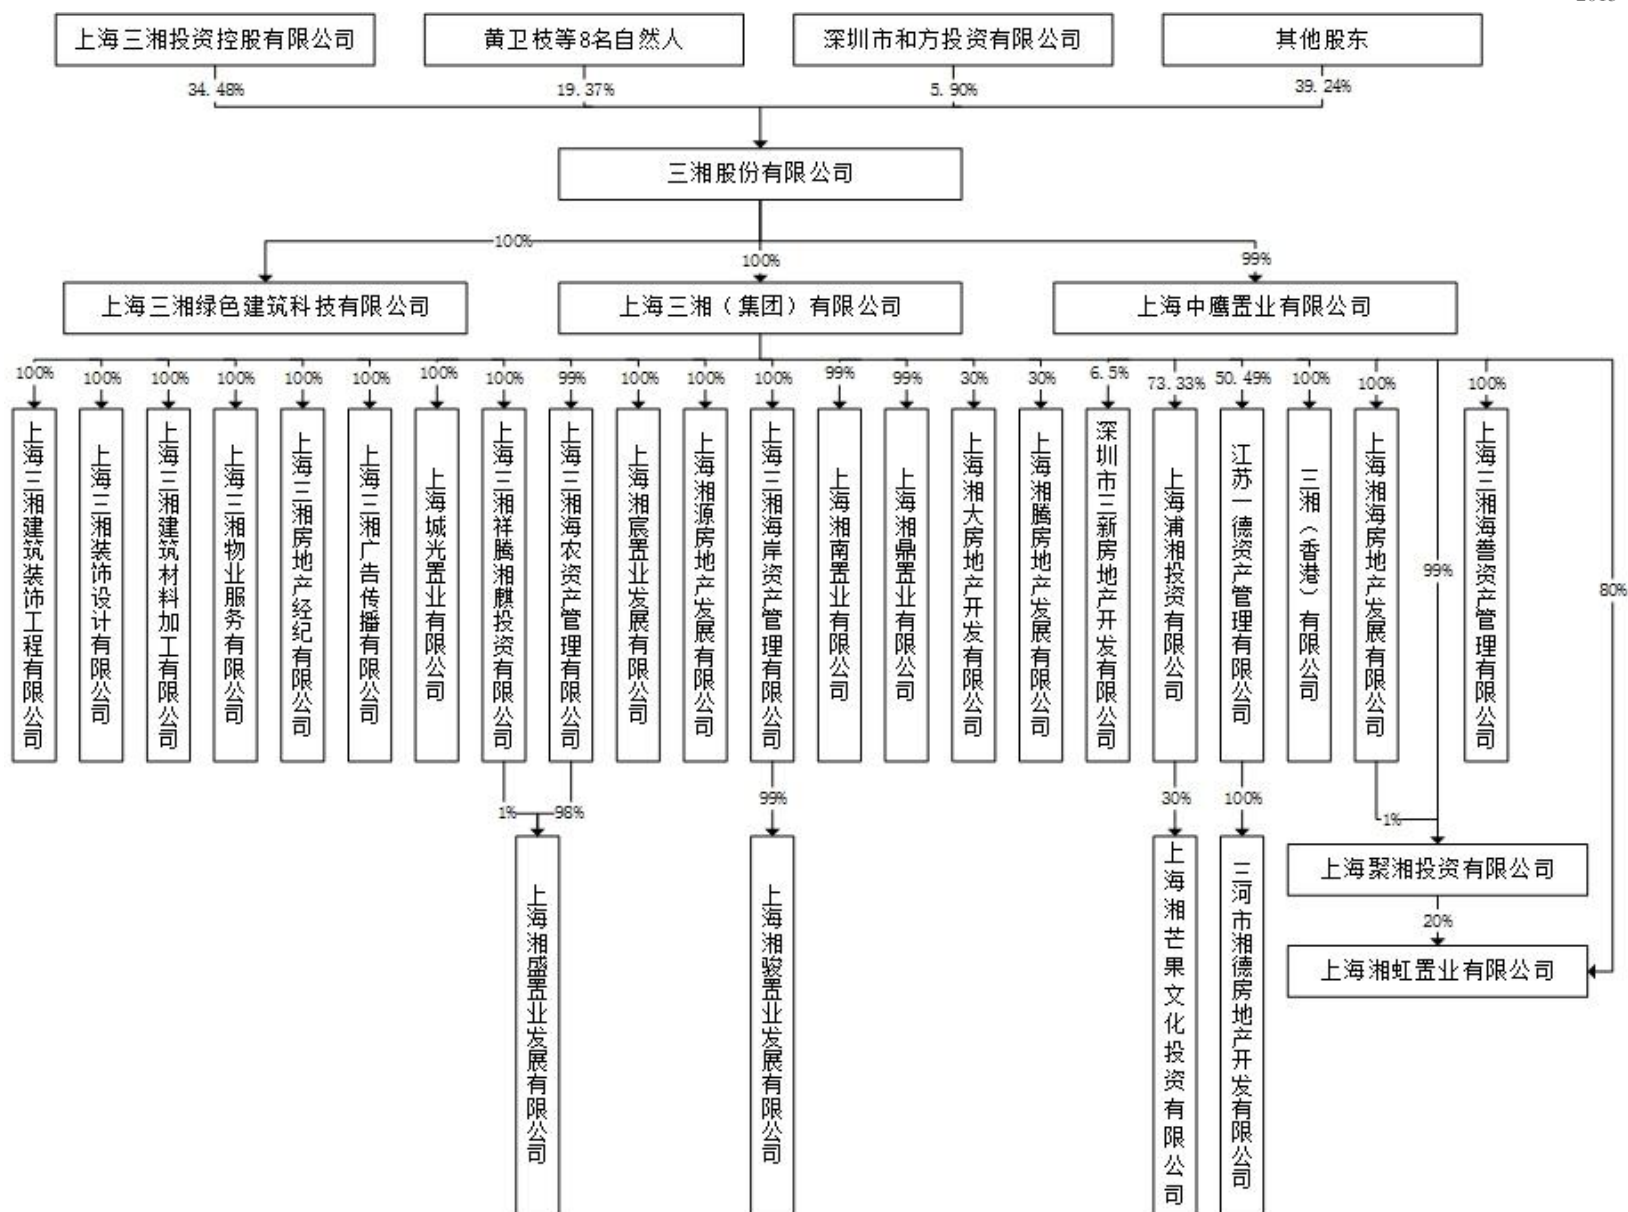 上海三湘投资控股有限公司
黄卫枝等8名自然人
深圳市和方投资有限公司
其他股东
34.48%
19.37%
5.90%
39.24%
三湘股份有限公司
100%
100%
99%
上海三湘绿色建筑科技有限公司
上海三湘（集团）有限公司
上海中鹰置业有限公司
100%
100%
100%
100%
100%
100%
100%
100%
99%
100%
100%
100%
99%
99%
30%
30%
6.5%
73.33%
50.49%
100%
100%
100%
上海三湘建筑装饰工程有限公司
上海三湘装饰设计有限公司
上海三湘建筑材料加工有限公司
上海三湘物业服务有限公司
上海三湘房地产经纪有限公司
上海三湘广告传播有限公司
上海城光置业有限公司
上海三湘祥腾湘麒投资有限公司
上海三湘海农资产管理有限公司
上海湘宸置业发展有限公司
上海湘源房地产发展有限公司
上海三湘海岸资产管理有限公司
上海湘南置业有限公司
上海湘鼎置业有限公司
上海湘大房地产开发有限公司
上海湘腾房地产发展有限公司
深圳市三新房地产开发有限公司
上海浦湘投资有限公司
江苏一德资产管理有限公司
三湘（香港）有限公司
上海湘海房地产发展有限公司
99%
上海三湘海誊资产管理有限公司
80%
1%
98%
99%
30%
100%
1%
上海湘盛置业发展有限公司
上海湘骏置业发展有限公司
上海湘芒果文化投资有限公司
三河市湘德房地产开发有限公司
上海聚湘投资有限公司
20%
上海湘虹置业有限公司